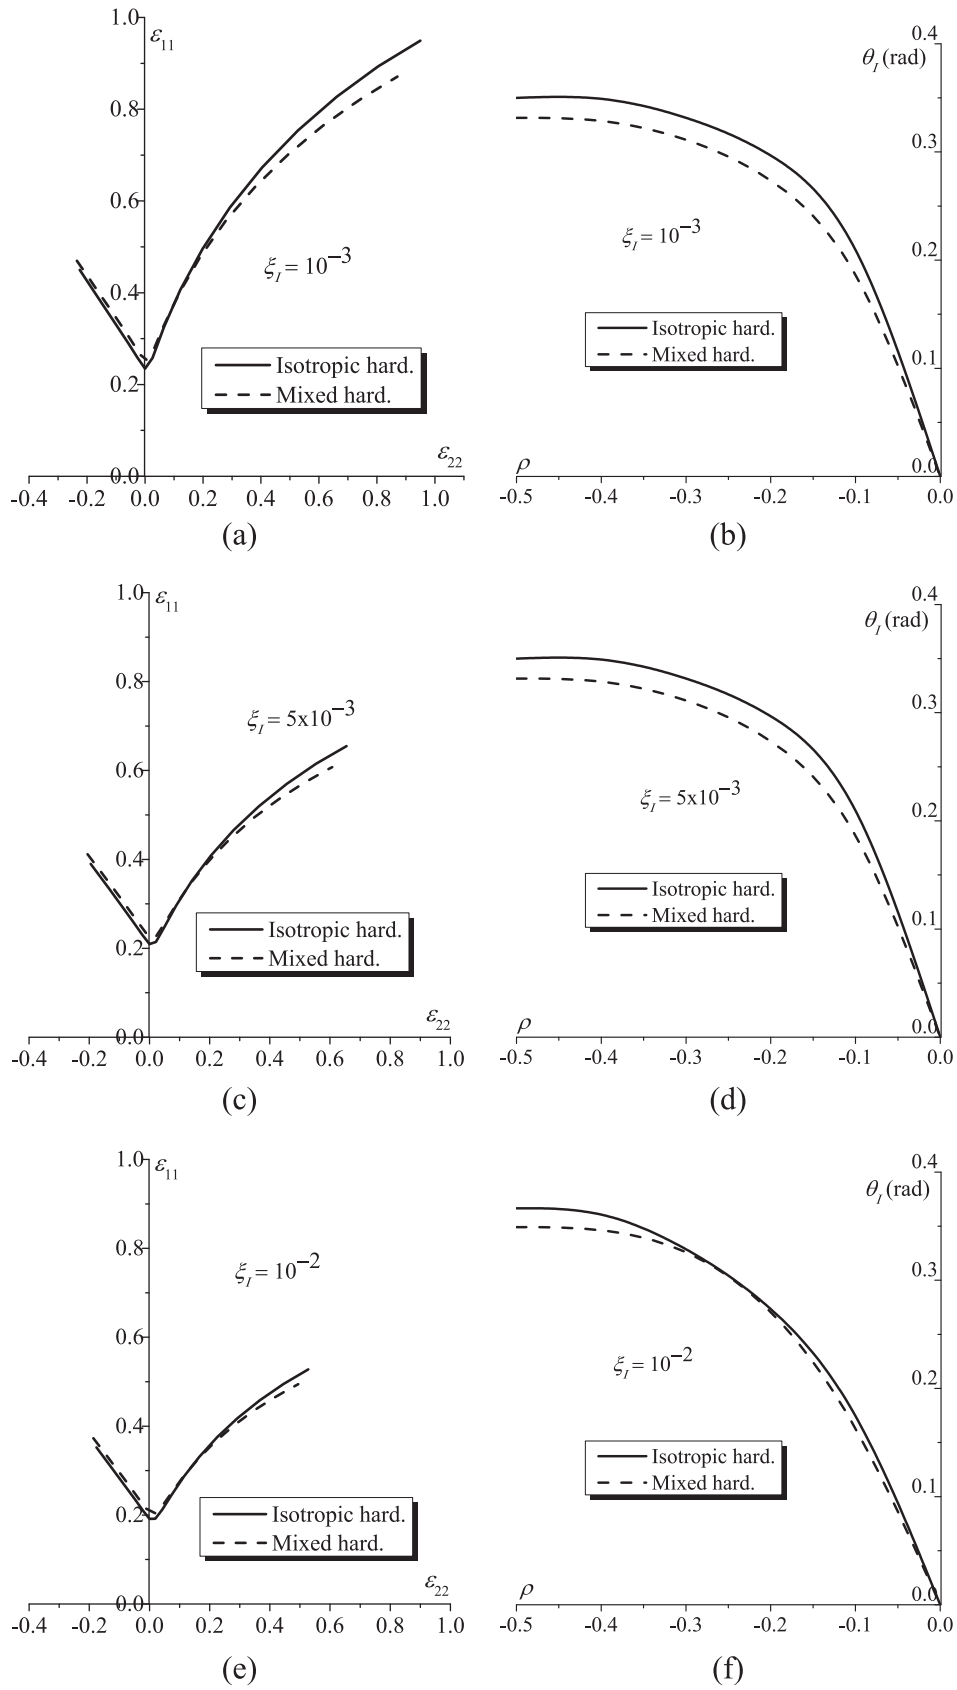 1.0
ε11
0.8
0.6
0.4
0.2
0.0
ξI = 10−3
Isotropic hard.
Mixed hard.
ε22
-0.4 -0.2 0.0 0.2 0.4 0.6 0.8 1.0
(a)
0.4
θI (rad)
0.3
0.2
0.1
0.0
ξI = 10−3
Isotropic hard.
Mixed hard.
ρ
-0.5 -0.4 -0.3 -0.2 -0.1 0.0
(b)
1.0
ε11
0.8
0.6
0.4
0.2
0.0
ξI = 5x10−3
Isotropic hard.
Mixed hard.
ε22
-0.4 -0.2 0.0 0.2 0.4 0.6 0.8 1.0
(c)
0.4
θI (rad)
0.3
0.2
0.1
0.0
ξI = 5x10−3
Isotropic hard.
Mixed hard.
ρ
-0.5 -0.4 -0.3 -0.2 -0.1 0.0
(d)
1.0
ε11
0.8
0.6
0.4
0.2
0.0
ξI = 10−2
Isotropic hard.
Mixed hard.
ε22
-0.4 -0.2 0.0 0.2 0.4 0.6 0.8 1.0
(e)
0.4
θI (rad)
0.3
0.2
0.1
0.0
ξI = 10−2
Isotropic hard.
Mixed hard.
ρ
-0.5 -0.4 -0.3 -0.2 -0.1 0.0
(f)